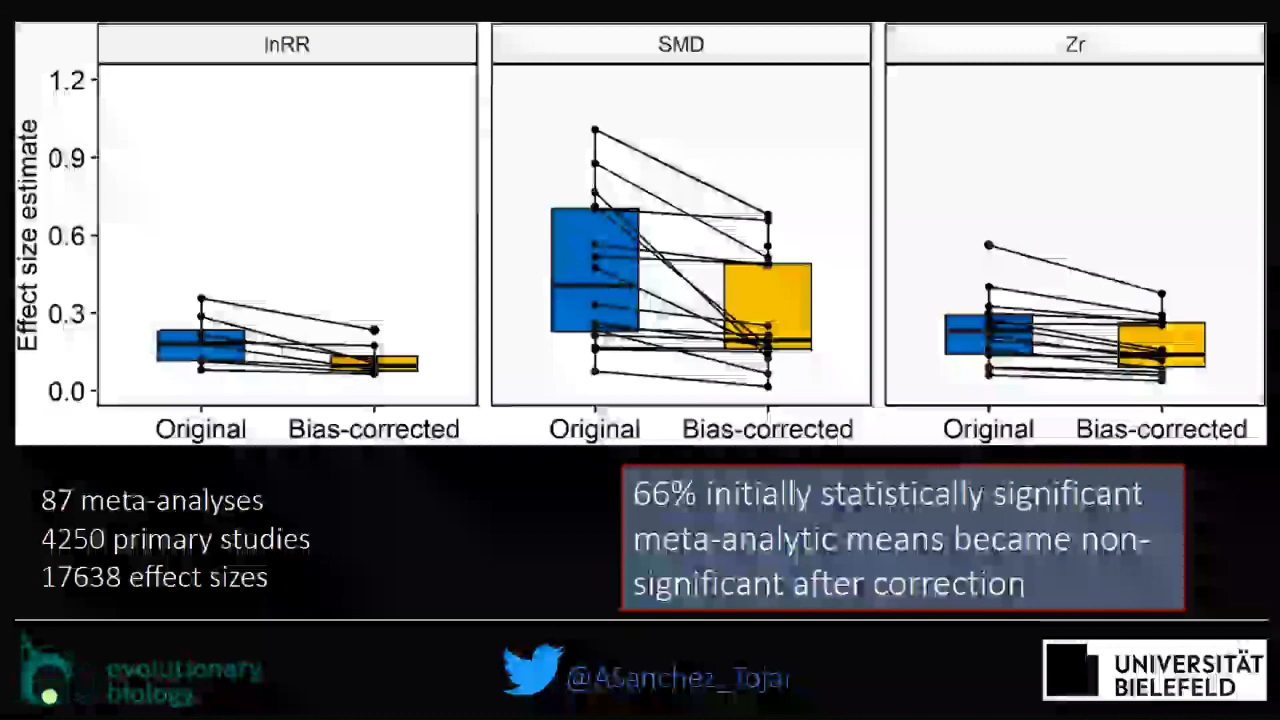 lnRR
SMD
Zr
Effect size estimate
1.2
0.9
0.6
0.3
0.0
Original Bias-corrected
Original Bias-corrected
Original Bias-corrected
87 meta-analyses
4250 primary studies
17638 effect sizes
66% initially statistically significant
meta-analytic means became non-
significant after correction
evolutionary
biology
@ASanchez_Tojar
UNIVERSITÄT
BIELEFELD